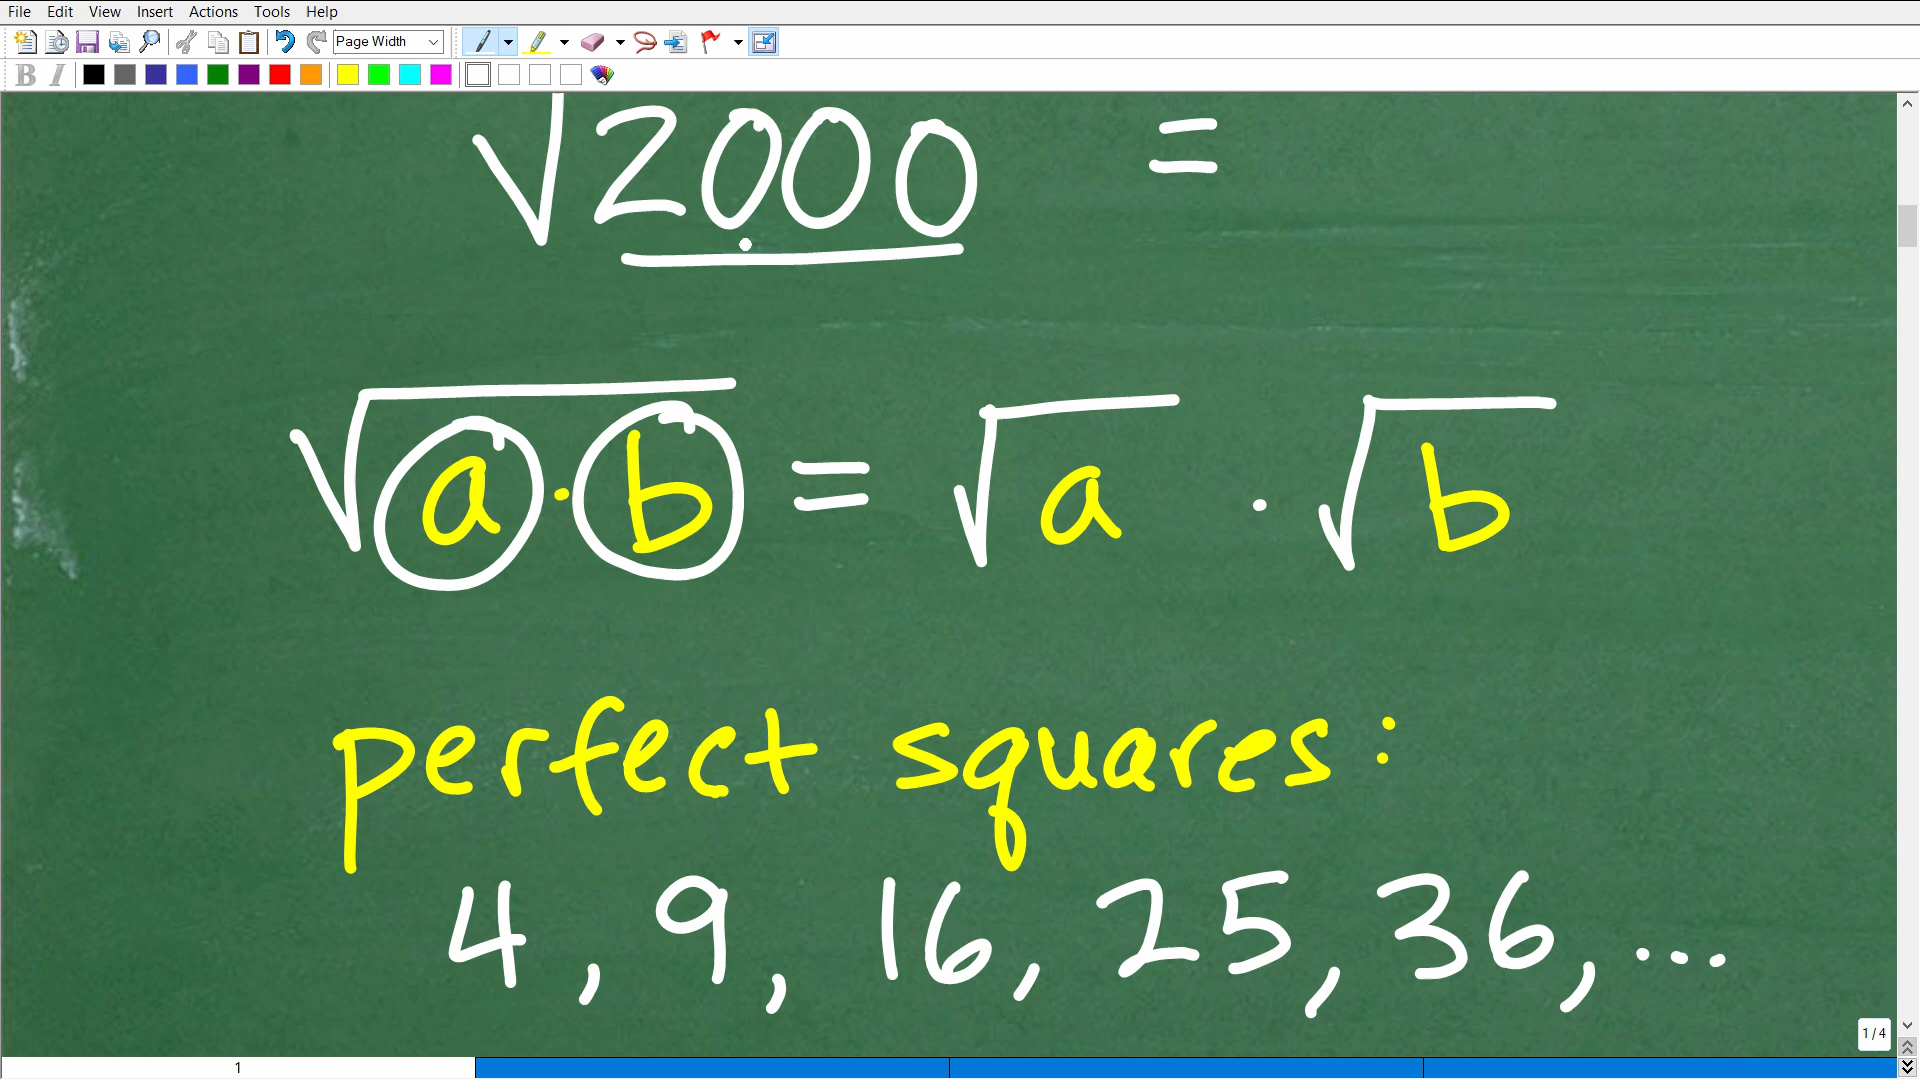 File Edit View Insert Actions Tools Help
Page Width
B I
√2000 =
√a·b = √a · √b
perfect squares:
4, 9, 16, 25, 36, ...
1 / 4
1